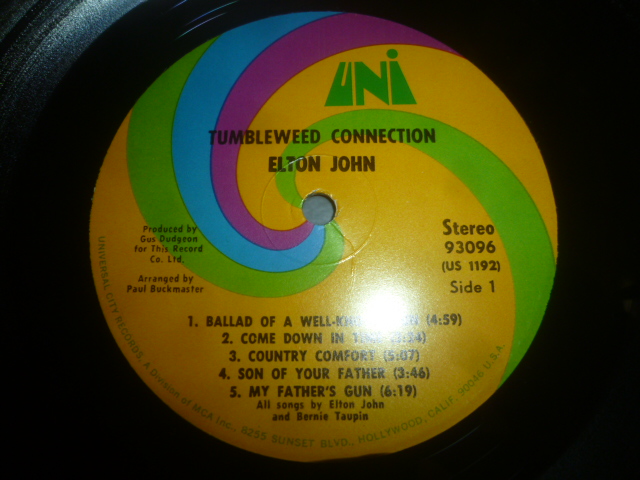 UNI
TUMBLEWEED CONNECTION
ELTON JOHN
Produced by
Gus Dudgeon
for This Record
Co. Ltd.
Arranged by
Paul Buckmaster
Stereo
93096
(US 1192)
Side 1
1. BALLAD OF A (4:59)
2. COME DOWN IN
3. COUNTRY COMFORT (5:07)
4. SON OF YOUR FATHER (3:46)
5. MY FATHER'S GUN (6:19)
All songs by Elton John
and Bernie Taupin
UNIVERSAL CITY RECORDS, A Division of MCA Inc., 8255 SUNSET BLVD., HOLLYWOOD, CALIF. 90046 U.S.A.